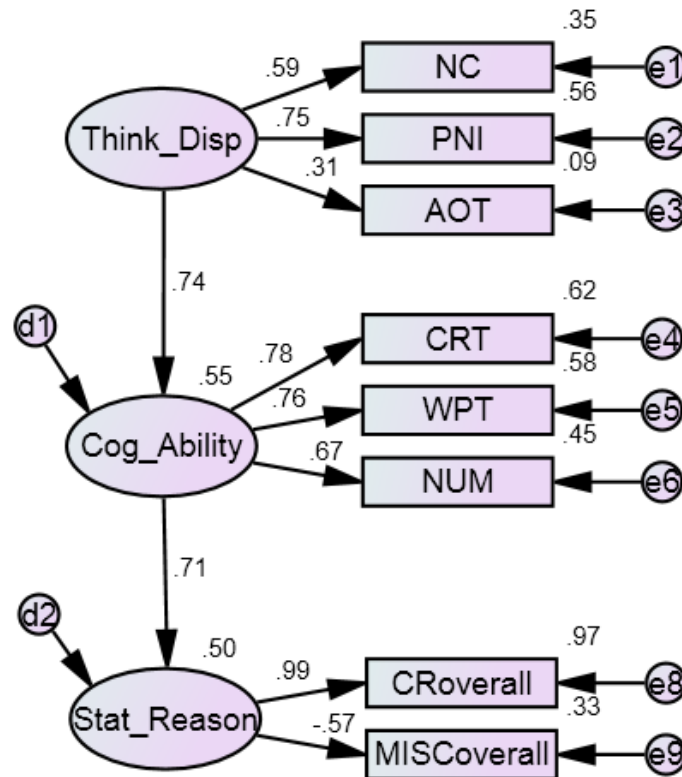 .35
.59
NC
e1
.56
Think_Disp
.75
PNI
e2
.09
.31
AOT
e3
.74
.62
d1
.78
CRT
e4
.55
.58
.76
WPT
e5
Cog_Ability
.45
.67
NUM
e6
.71
.97
d2
.50
.99
CRoverall
e8
.33
Stat_Reason
-.57
MISCoverall
e9